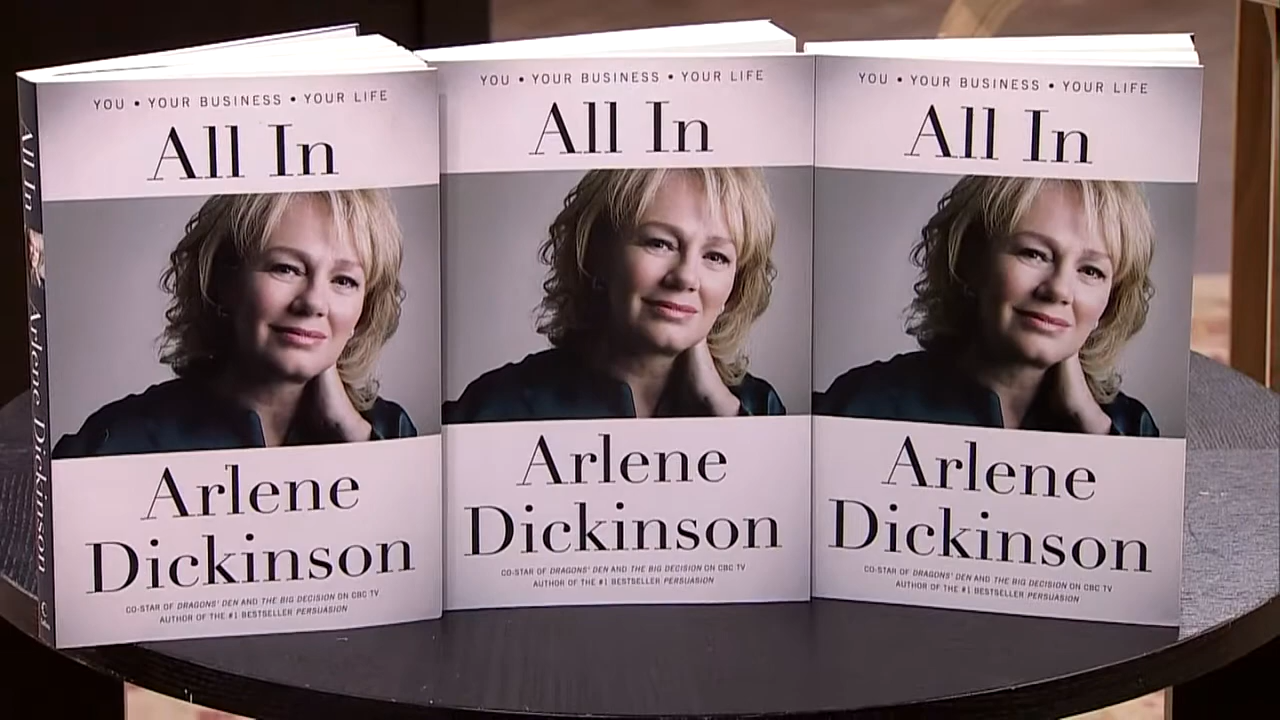 YOU • YOUR BUSINESS • YOUR LIFE
All In
Arlene
Dickinson
CO-STAR OF DRAGONS' DEN AND THE BIG DECISION ON CBC TV
AUTHOR OF THE #1 BESTSELLER PERSUASION
All In Arlene Dickinson
YOU • YOUR BUSINESS • YOUR LIFE
All In
Arlene
Dickinson
CO-STAR OF DRAGONS' DEN AND THE BIG DECISION ON CBC TV
AUTHOR OF THE #1 BESTSELLER PERSUASION
YOU • YOUR BUSINESS • YOUR LIFE
All In
Arlene
Dickinson
CO-STAR OF DRAGONS' DEN AND THE BIG DECISION ON CBC TV
AUTHOR OF THE #1 BESTSELLER PERSUASION